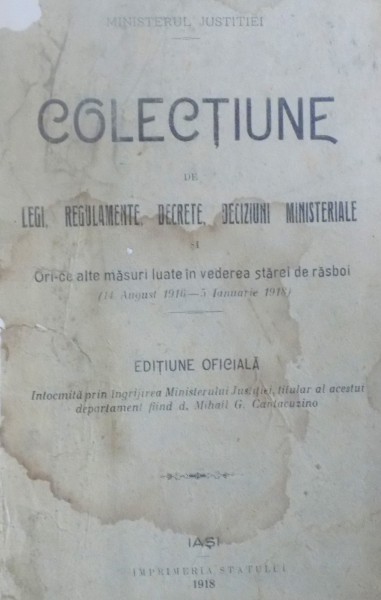 MINISTERUL JUSTITIEI
COLECȚIUNE
DE
LEGI, REGULAMENTE, DECRETE, DECIZIUNI MINISTERIALE
ȘI
Ori-ce alte măsuri luate în vederea stărei de răsboi
(14 August 1916—5 Ianuarie 1918)
EDIȚIUNE OFICIALĂ
Intocmită prin îngrijirea Ministerului Justiției, titular al acestui
departament fiind d. Mihail G. Cantacuzino
IAȘI
IMPRIMERIA STATULUI
1918